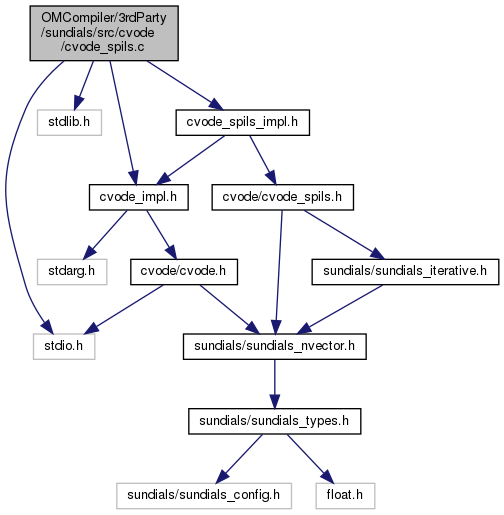 OMCompiler/3rdParty
/sundials/src/cvode
/cvode_spils.c
stdlib.h
cvode_spils_impl.h
cvode_impl.h
cvode/cvode_spils.h
stdarg.h
cvode/cvode.h
sundials/sundials_iterative.h
stdio.h
sundials/sundials_nvector.h
sundials/sundials_types.h
sundials/sundials_config.h
float.h